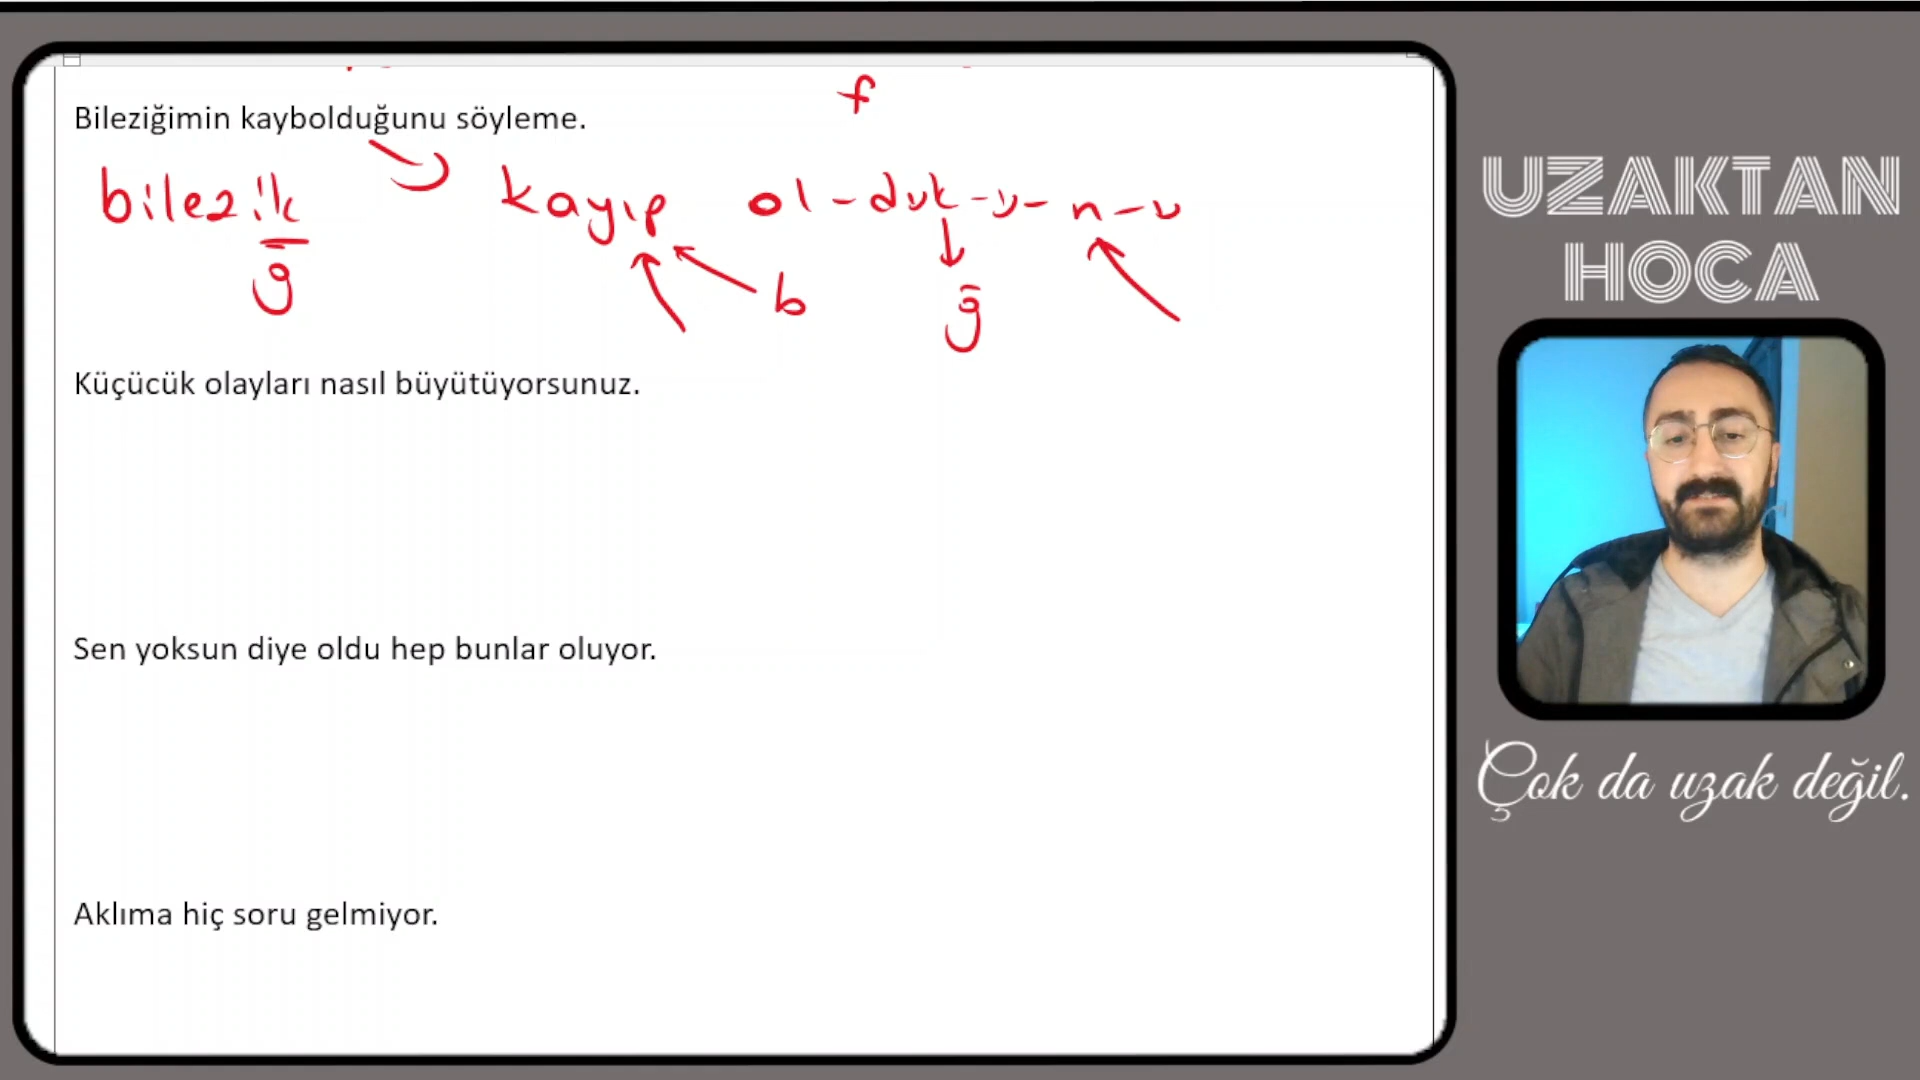 f
Bileziğimin kaybolduğunu söyleme.
bilezik kayıp ol-duk-u-n-u
ğ b ğ
Küçücük olayları nasıl büyütüyorsunuz.
Sen yoksun diye oldu hep bunlar oluyor.
Aklıma hiç soru gelmiyor.
UZAKTAN
HOCA
Çok da uzak değil.